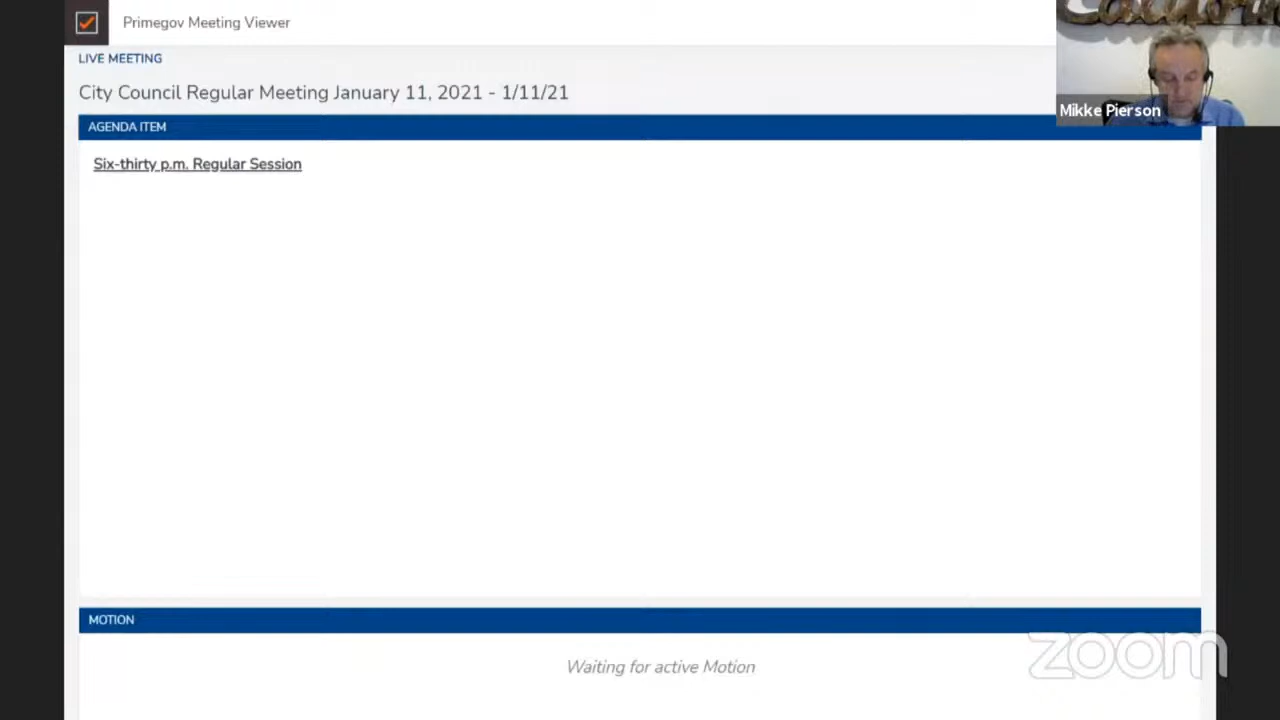 Primegov Meeting Viewer
LIVE MEETING
City Council Regular Meeting January 11, 2021 - 1/11/21
Mikke Pierson
AGENDA ITEM
Six-thirty p.m. Regular Session
MOTION
Waiting for active Motion
zoom